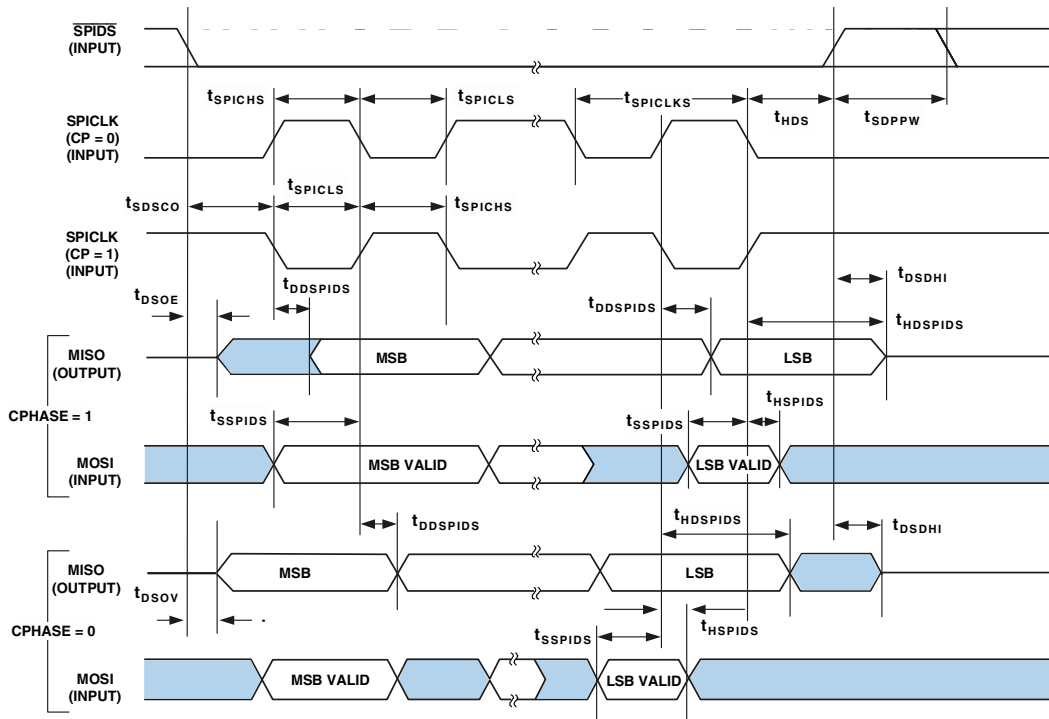 SPIDS
(INPUT)
tSPICHS
tSPICLS
tSPICLKS
tHDS
tSDPPW
SPICLK
(CP = 0)
(INPUT)
tSDSCO
tSPICLS
tSPICHS
SPICLK
(CP = 1)
(INPUT)
tDSOE
tDDSPIDS
tDDSPIDS
tDSDHI
tHDSPIDS
MISO
(OUTPUT)
MSB
LSB
CPHASE = 1
tSSPIDS
tSSPIDS
tHSPIDS
MOSI
(INPUT)
MSB VALID
LSB VALID
tDDSPIDS
tHDSPIDS
tDSDHI
MISO
(OUTPUT)
MSB
LSB
tDSOV
CPHASE = 0
tSSPIDS
tHSPIDS
MOSI
(INPUT)
MSB VALID
LSB VALID